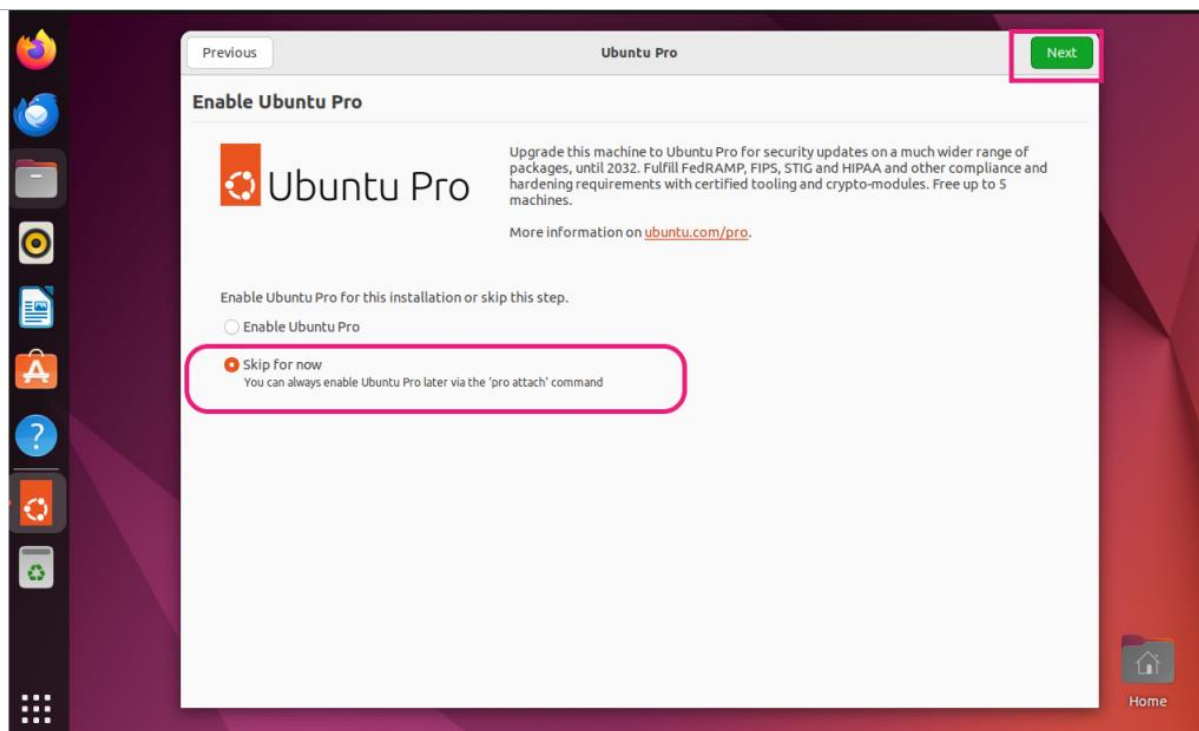 Previous
Ubuntu Pro
Next
Enable Ubuntu Pro
Ubuntu Pro
Upgrade this machine to Ubuntu Pro for security updates on a much wider range of
packages, until 2032. Fulfill FedRAMP, FIPS, STIG and HIPAA and other compliance and
hardening requirements with certified tooling and crypto-modules. Free up to 5
machines.
More information on ubuntu.com/pro.
Enable Ubuntu Pro for this installation or skip this step.
Enable Ubuntu Pro
Skip for now
You can always enable Ubuntu Pro later via the 'pro attach' command
Home